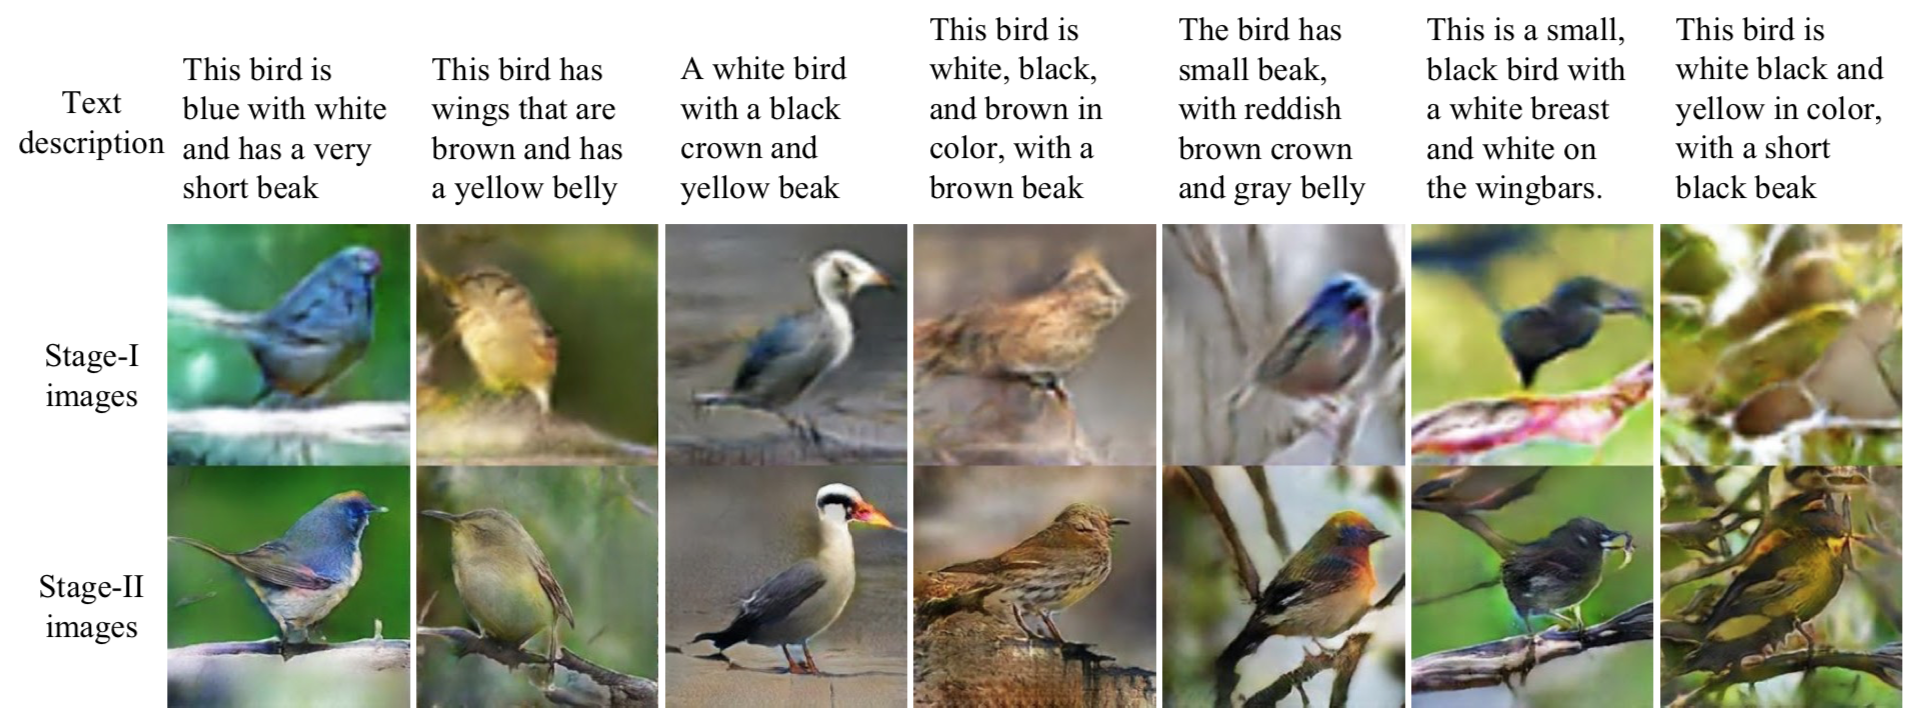 Text
description
This bird is
blue with white
and has a very
short beak
This bird has
wings that are
brown and has
a yellow belly
A white bird
with a black
crown and
yellow beak
This bird is
white, black,
and brown in
color, with a
brown beak
The bird has
small beak,
with reddish
brown crown
and gray belly
This is a small,
black bird with
a white breast
and white on
the wingbars.
This bird is
white black and
yellow in color,
with a short
black beak
Stage-I
images
Stage-II
images